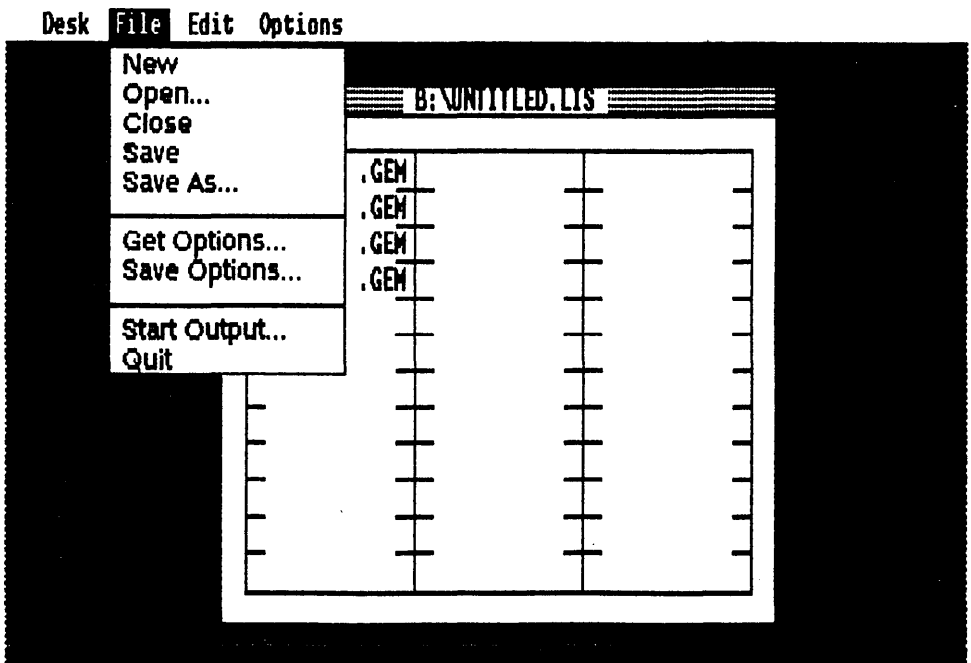 Desk File Edit Options
New
Open...
Close
Save
Save As...
Get Options...
Save Options...
Start Output...
Quit
B:\UNTITLED.LIS
.GEM
.GEM
.GEM
.GEM